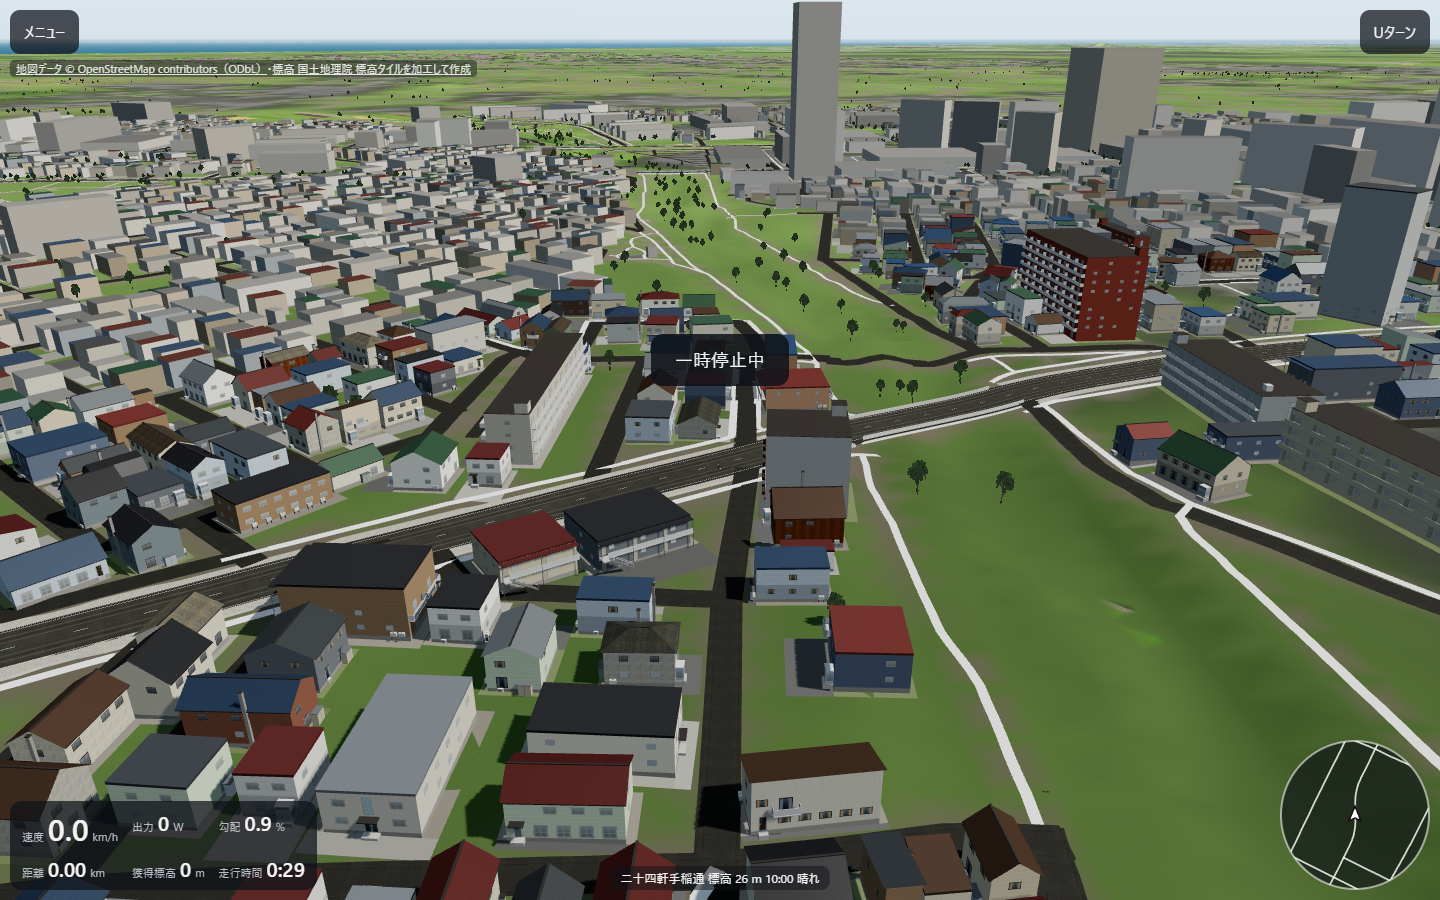 メニュー
Uターン
地図データ © OpenStreetMap contributors（ODbL）・標高 国土地理院 標高タイルを加工して作成
一時停止中
速度 0.0 km/h 出力 0 W 勾配 0.9 %
距離 0.00 km 獲得標高 0 m 走行時間 0:29
二十四軒手稲通 標高 26 m 10:00 晴れ